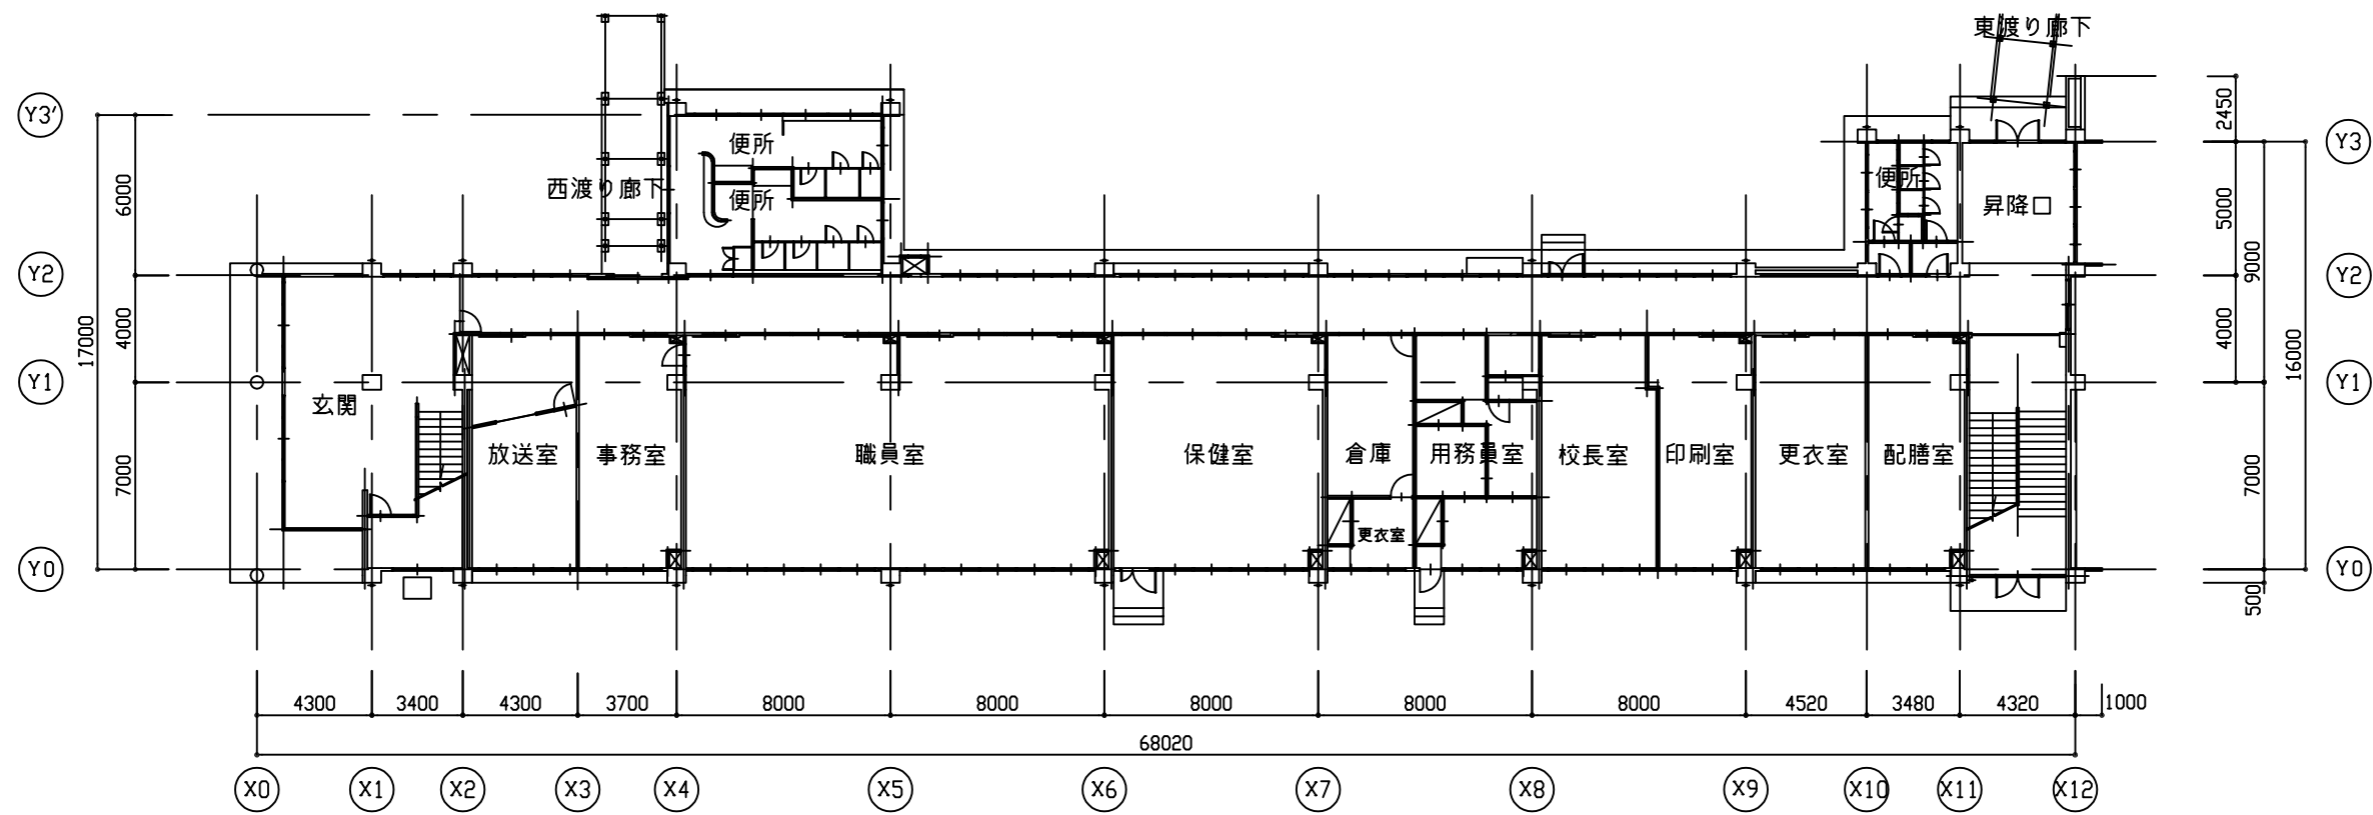 東渡り廊下
Y3'
Y3
2450
便所
西渡り廊下
便所
便所
昇降口
6000
5000
9000
Y2
Y2
17000
4000
4000
16000
Y1
Y1
玄関
放送室
事務室
職員室
保健室
倉庫
用務員室
校長室
印刷室
更衣室
配膳室
7000
7000
更衣室
Y0
Y0
500
4300
3400
4300
3700
8000
8000
8000
8000
8000
4520
3480
4320
1000
68020
X0
X1
X2
X3
X4
X5
X6
X7
X8
X9
X10
X11
X12